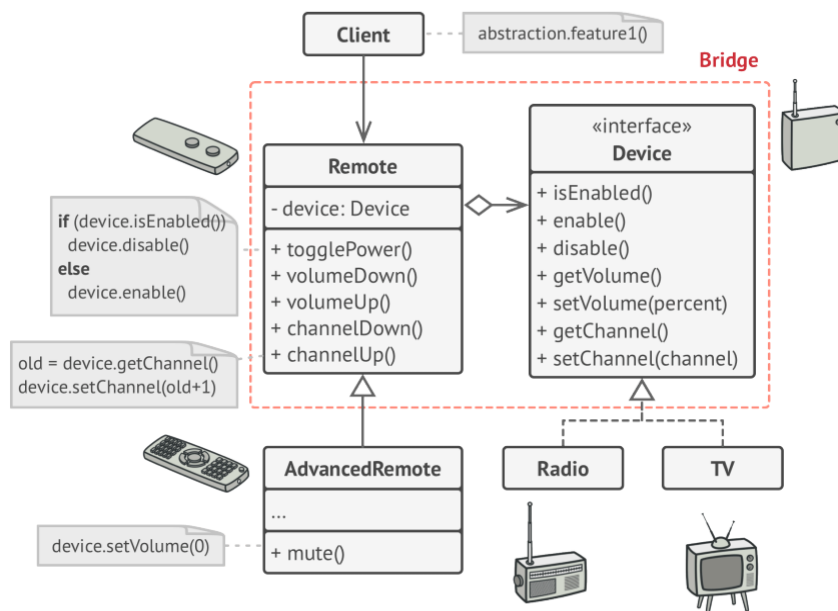 Client
abstraction.feature1()
Bridge
Remote
- device: Device
+ togglePower()
+ volumeDown()
+ volumeUp()
+ channelDown()
+ channelUp()
«interface»
Device
+ isEnabled()
+ enable()
+ disable()
+ getVolume()
+ setVolume(percent)
+ getChannel()
+ setChannel(channel)
if (device.isEnabled())
device.disable()
else
device.enable()
old = device.getChannel()
device.setChannel(old+1)
AdvancedRemote
...
+ mute()
device.setVolume(0)
Radio
TV